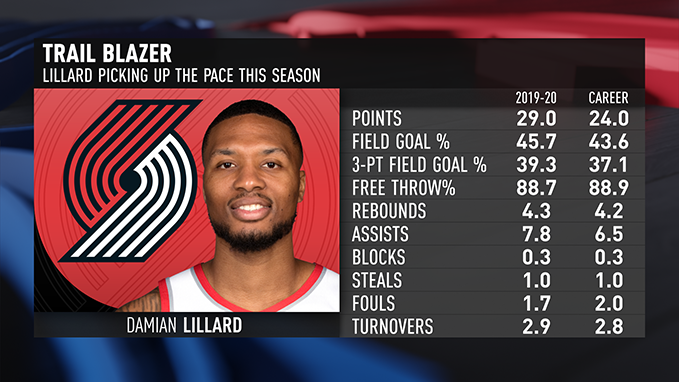 TRAIL BLAZER
LILLARD PICKING UP THE PACE THIS SEASON
2019-20 CAREER
POINTS 29.0 24.0
FIELD GOAL % 45.7 43.6
3-PT FIELD GOAL % 39.3 37.1
FREE THROW% 88.7 88.9
REBOUNDS 4.3 4.2
ASSISTS 7.8 6.5
BLOCKS 0.3 0.3
STEALS 1.0 1.0
FOULS 1.7 2.0
TURNOVERS 2.9 2.8
DAMIAN LILLARD